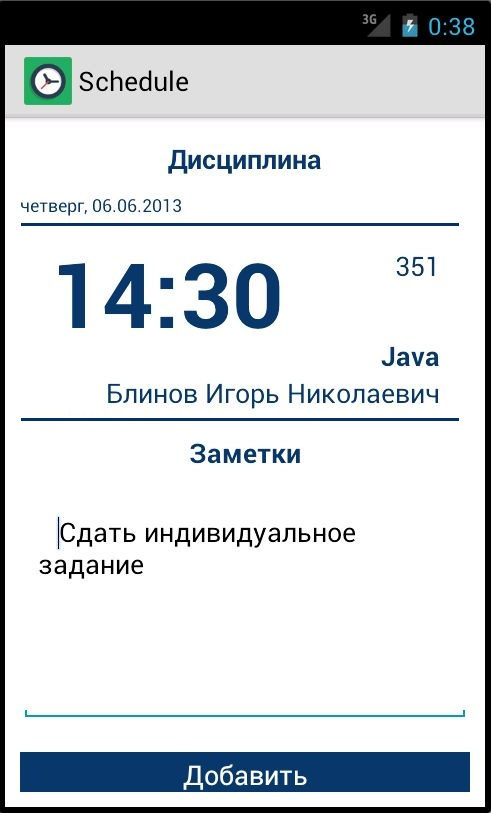 3G 0:38
Schedule
Дисциплина
четверг, 06.06.2013
14:30
351
Java
Блинов Игорь Николаевич
Заметки
Сдать индивидуальное
задание
Добавить